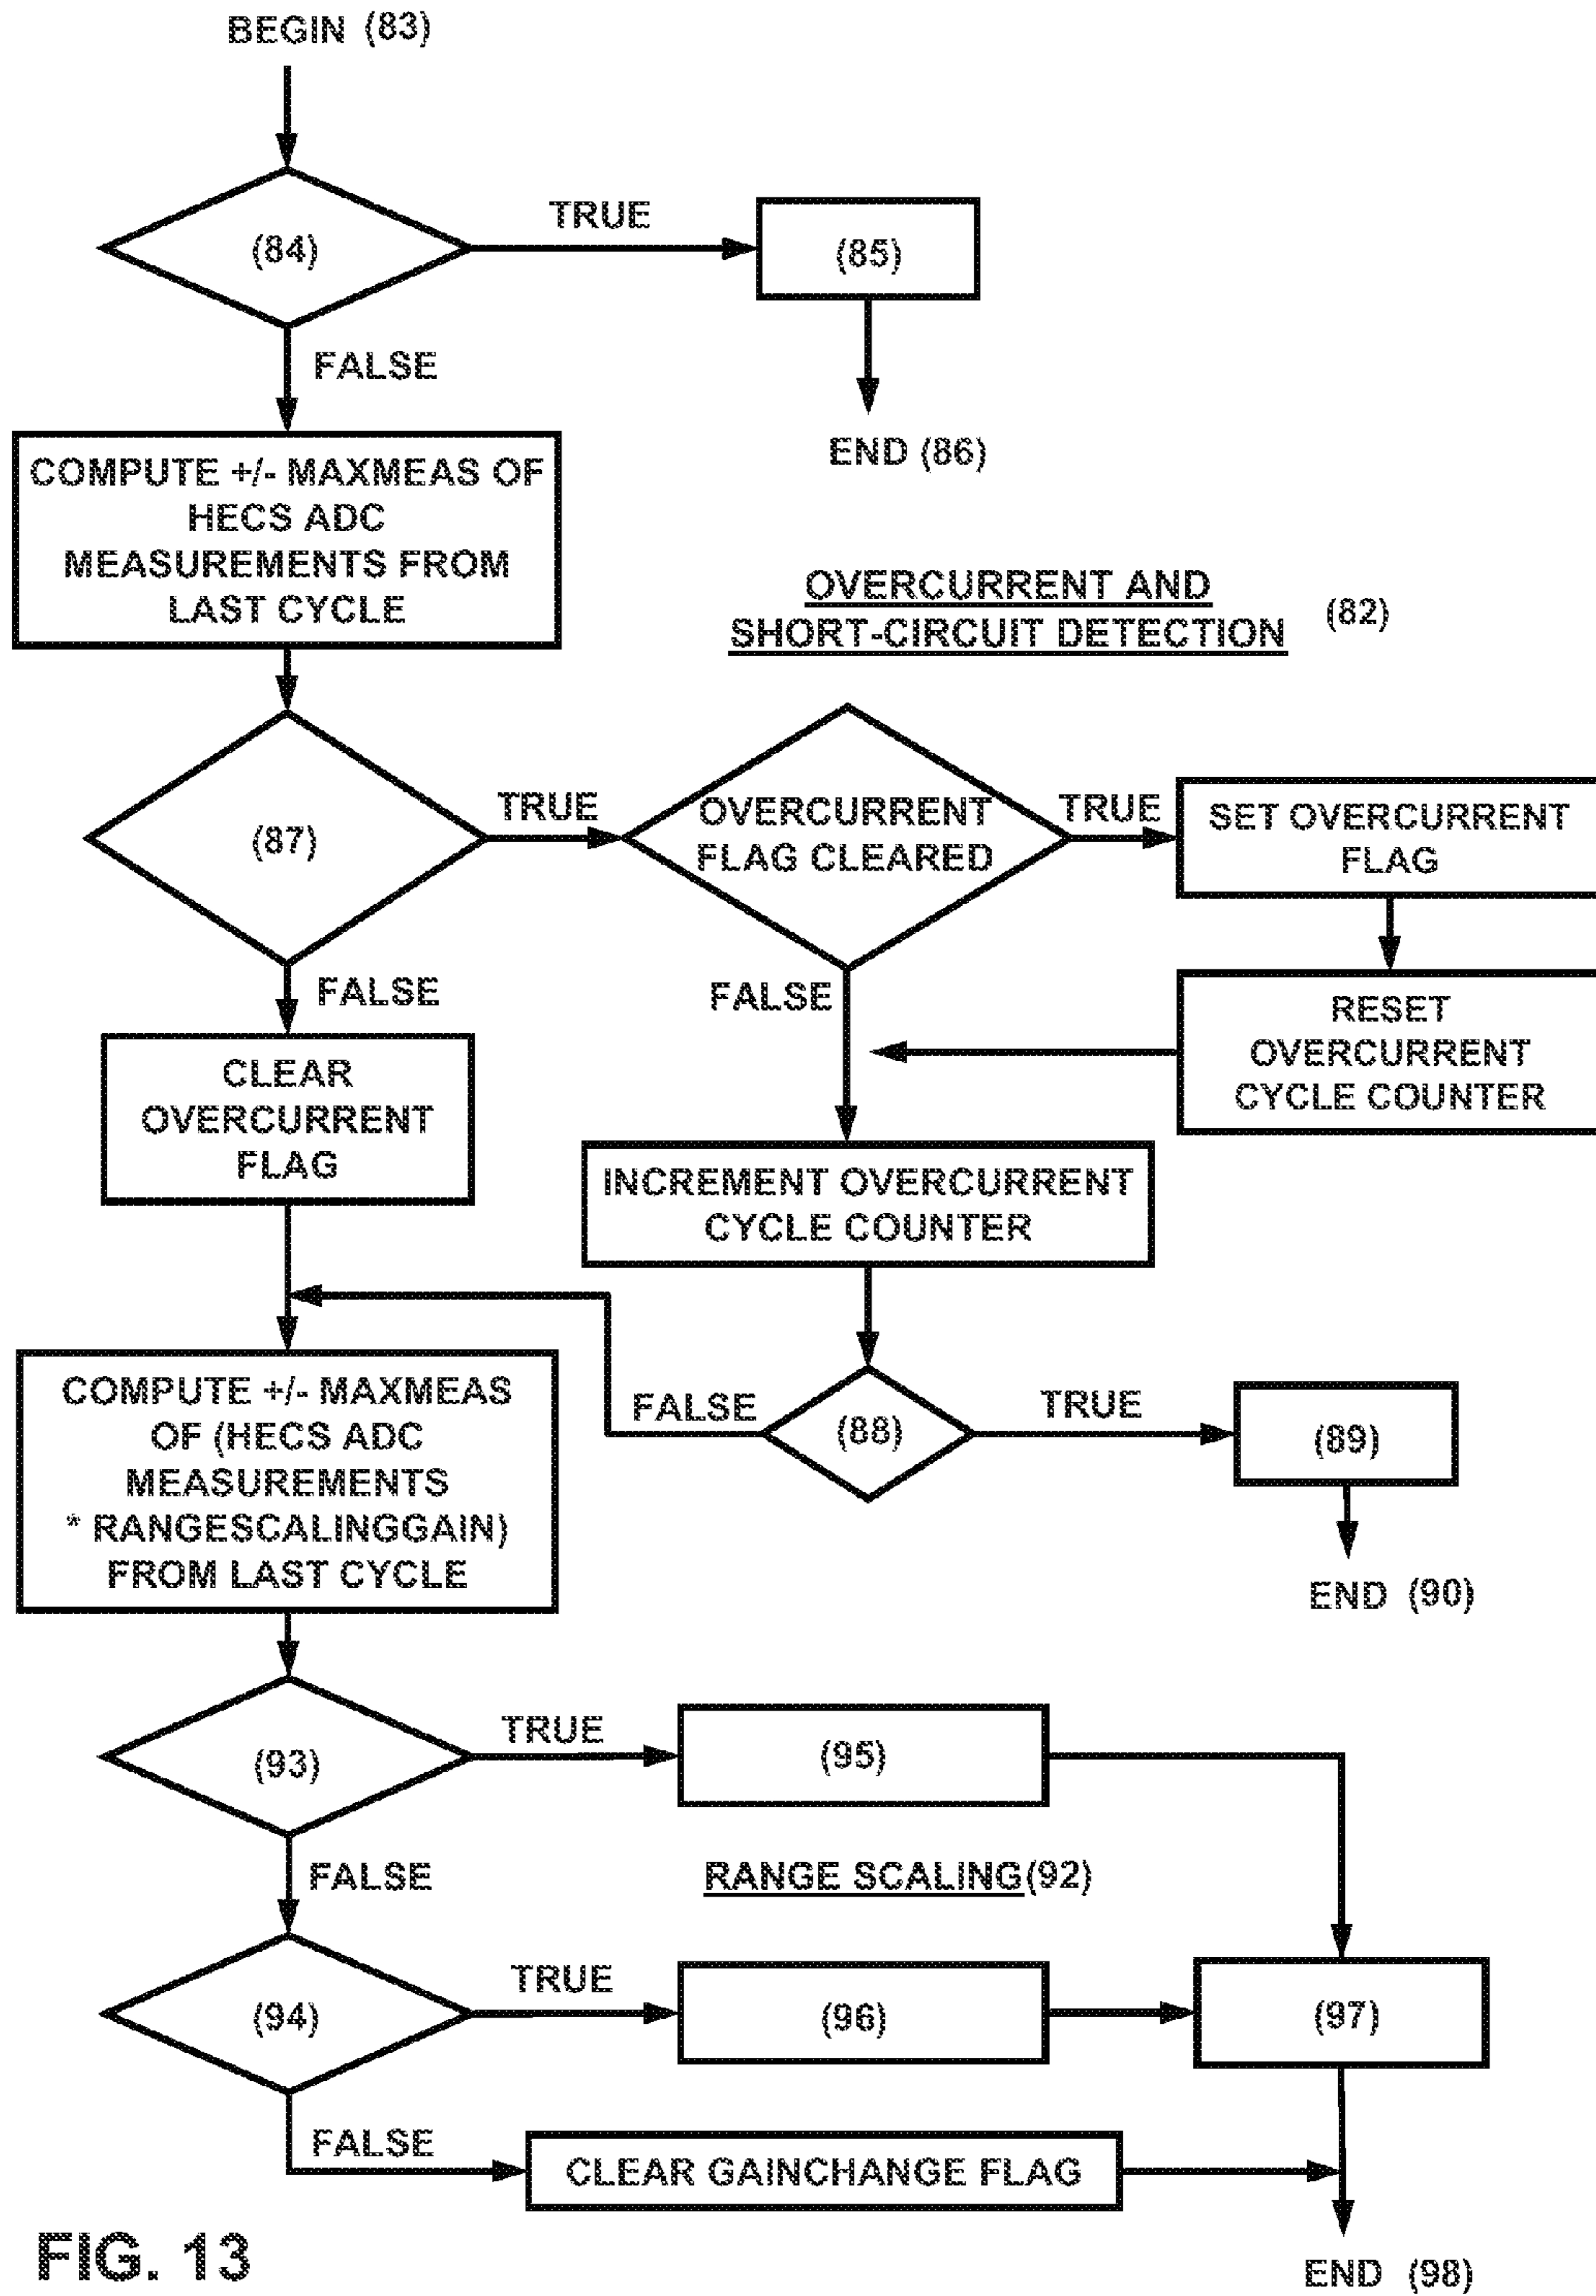 BEGIN (83)
(84)
TRUE
(85)
FALSE
END (86)
COMPUTE +/- MAXMEAS OF
HECS ADC
MEASUREMENTS FROM
LAST CYCLE
OVERCURRENT AND
SHORT-CIRCUIT DETECTION
(82)
(87)
TRUE
OVERCURRENT
FLAG CLEARED
TRUE
SET OVERCURRENT
FLAG
FALSE
FALSE
RESET
OVERCURRENT
CYCLE COUNTER
CLEAR
OVERCURRENT
FLAG
INCREMENT OVERCURRENT
CYCLE COUNTER
COMPUTE +/- MAXMEAS
OF (HECS ADC
MEASUREMENTS
* RANGESCALINGGAIN)
FROM LAST CYCLE
FALSE
(88)
TRUE
(89)
END (90)
(93)
TRUE
(95)
FALSE
RANGE SCALING(92)
(94)
TRUE
(96)
(97)
FALSE
CLEAR GAINCHANGE FLAG
FIG. 13
END (98)